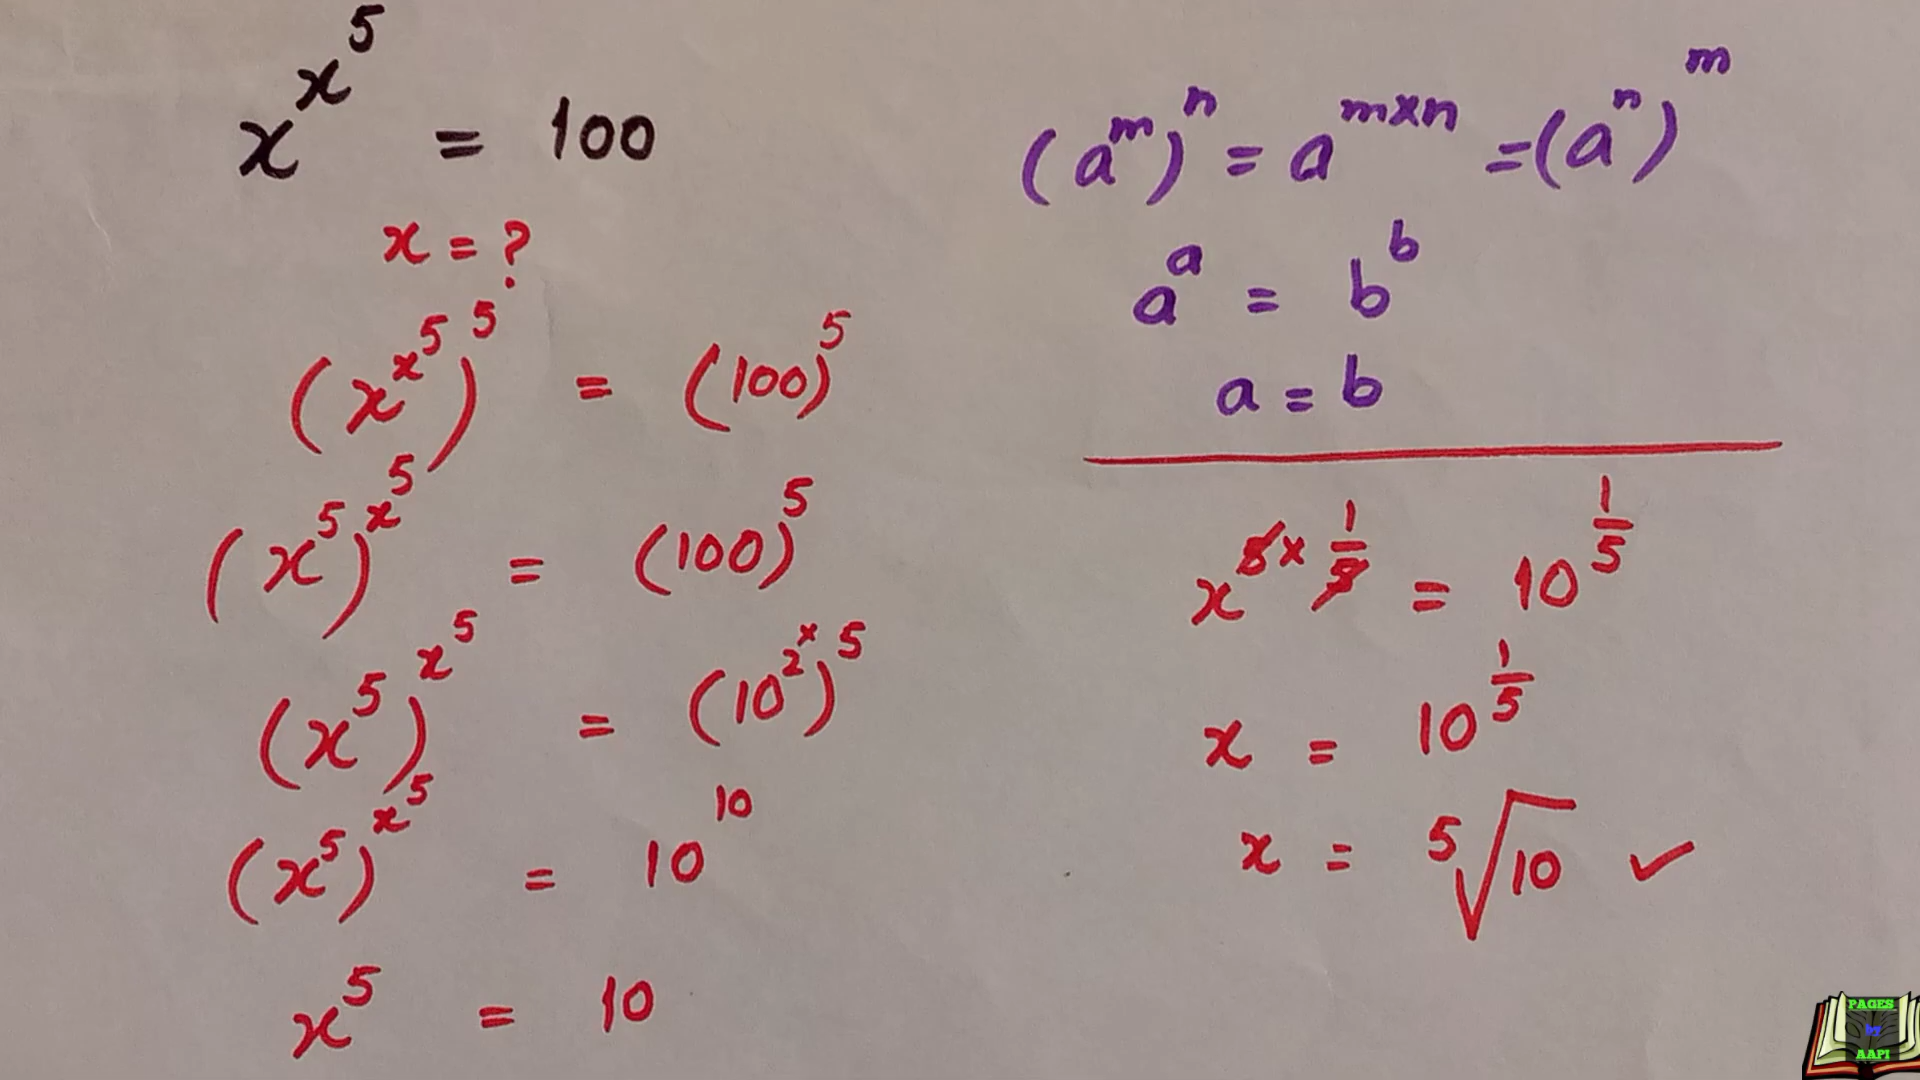 x^{x^5} = 100
x = ?
(x^{x^5})^5 = (100)^5
(x^5)^{x^5} = (100)^5
(x^5)^{x^5} = (10^{2×})^5
(x^5)^{x^5} = 10^{10}
x^5 = 10
(a^m)^n = a^{m×n} = (a^n)^m
a^a = b^b
a = b
x^{5 × 1/5} = 10^{1/5}
x = 10^{1/5}
x = ⁵√10 ✓
PAGES
by
AAPI